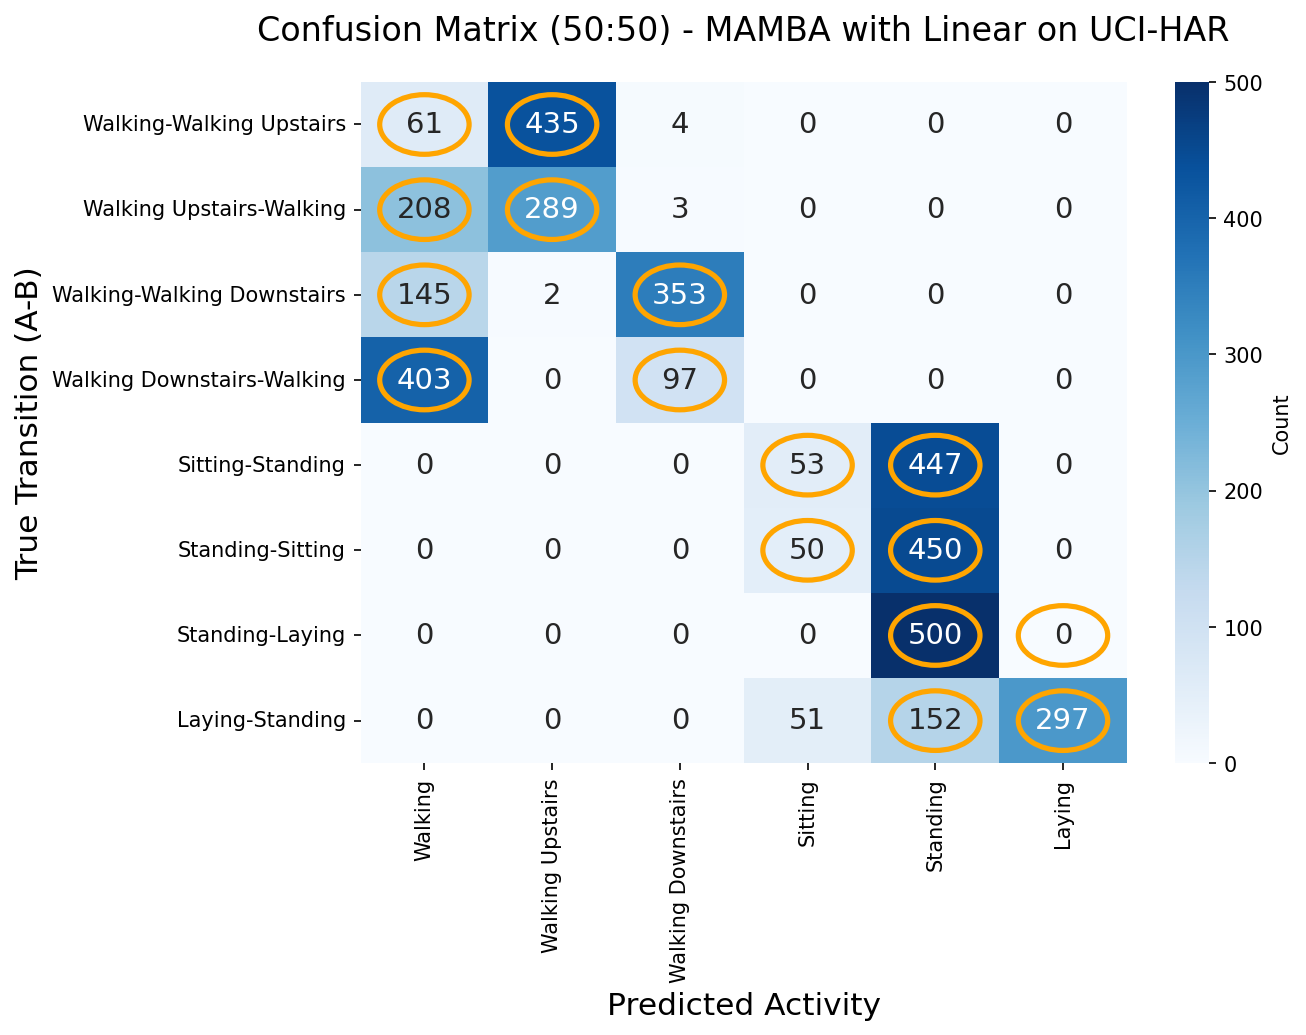 Confusion Matrix (50:50) - MAMBA with Linear on UCI-HAR
True Transition (A-B)
Walking-Walking Upstairs 61 435 4 0 0 0
Walking Upstairs-Walking 208 289 3 0 0 0
Walking-Walking Downstairs 145 2 353 0 0 0
Walking Downstairs-Walking 403 0 97 0 0 0
Sitting-Standing 0 0 0 53 447 0
Standing-Sitting 0 0 0 50 450 0
Standing-Laying 0 0 0 0 500 0
Laying-Standing 0 0 0 51 152 297
Walking
Walking Upstairs
Walking Downstairs
Sitting
Standing
Laying
Predicted Activity
500
400
300
200
100
0
Count